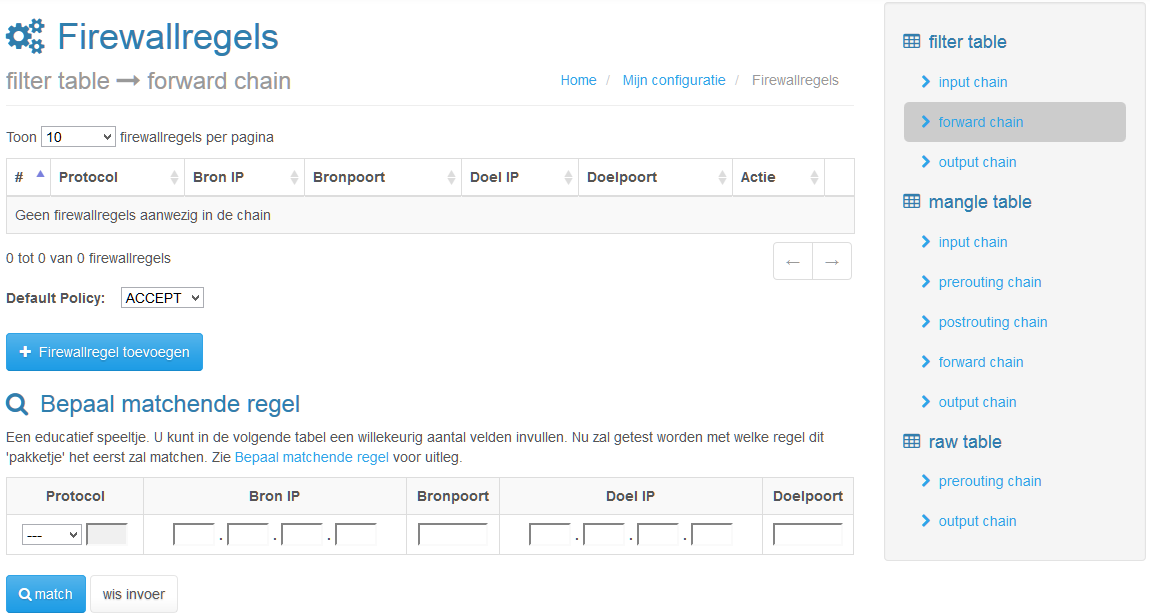 Firewallregels
filter table → forward chain
Home / Mijn configuratie / Firewallregels
Toon 10 firewallregels per pagina
# Protocol Bron IP Bronpoort Doel IP Doelpoort Actie
Geen firewallregels aanwezig in de chain
0 tot 0 van 0 firewallregels
← →
Default Policy: ACCEPT
Firewallregel toevoegen
Bepaal matchende regel
Een educatief speeltje. U kunt in de volgende tabel een willekeurig aantal velden invullen. Nu zal getest worden met welke regel dit
'pakketje' het eerst zal matchen. Zie Bepaal matchende regel voor uitleg.
Protocol Bron IP Bronpoort Doel IP Doelpoort
--- . . . . . .
match wis invoer
filter table
input chain
forward chain
output chain
mangle table
input chain
prerouting chain
postrouting chain
forward chain
output chain
raw table
prerouting chain
output chain